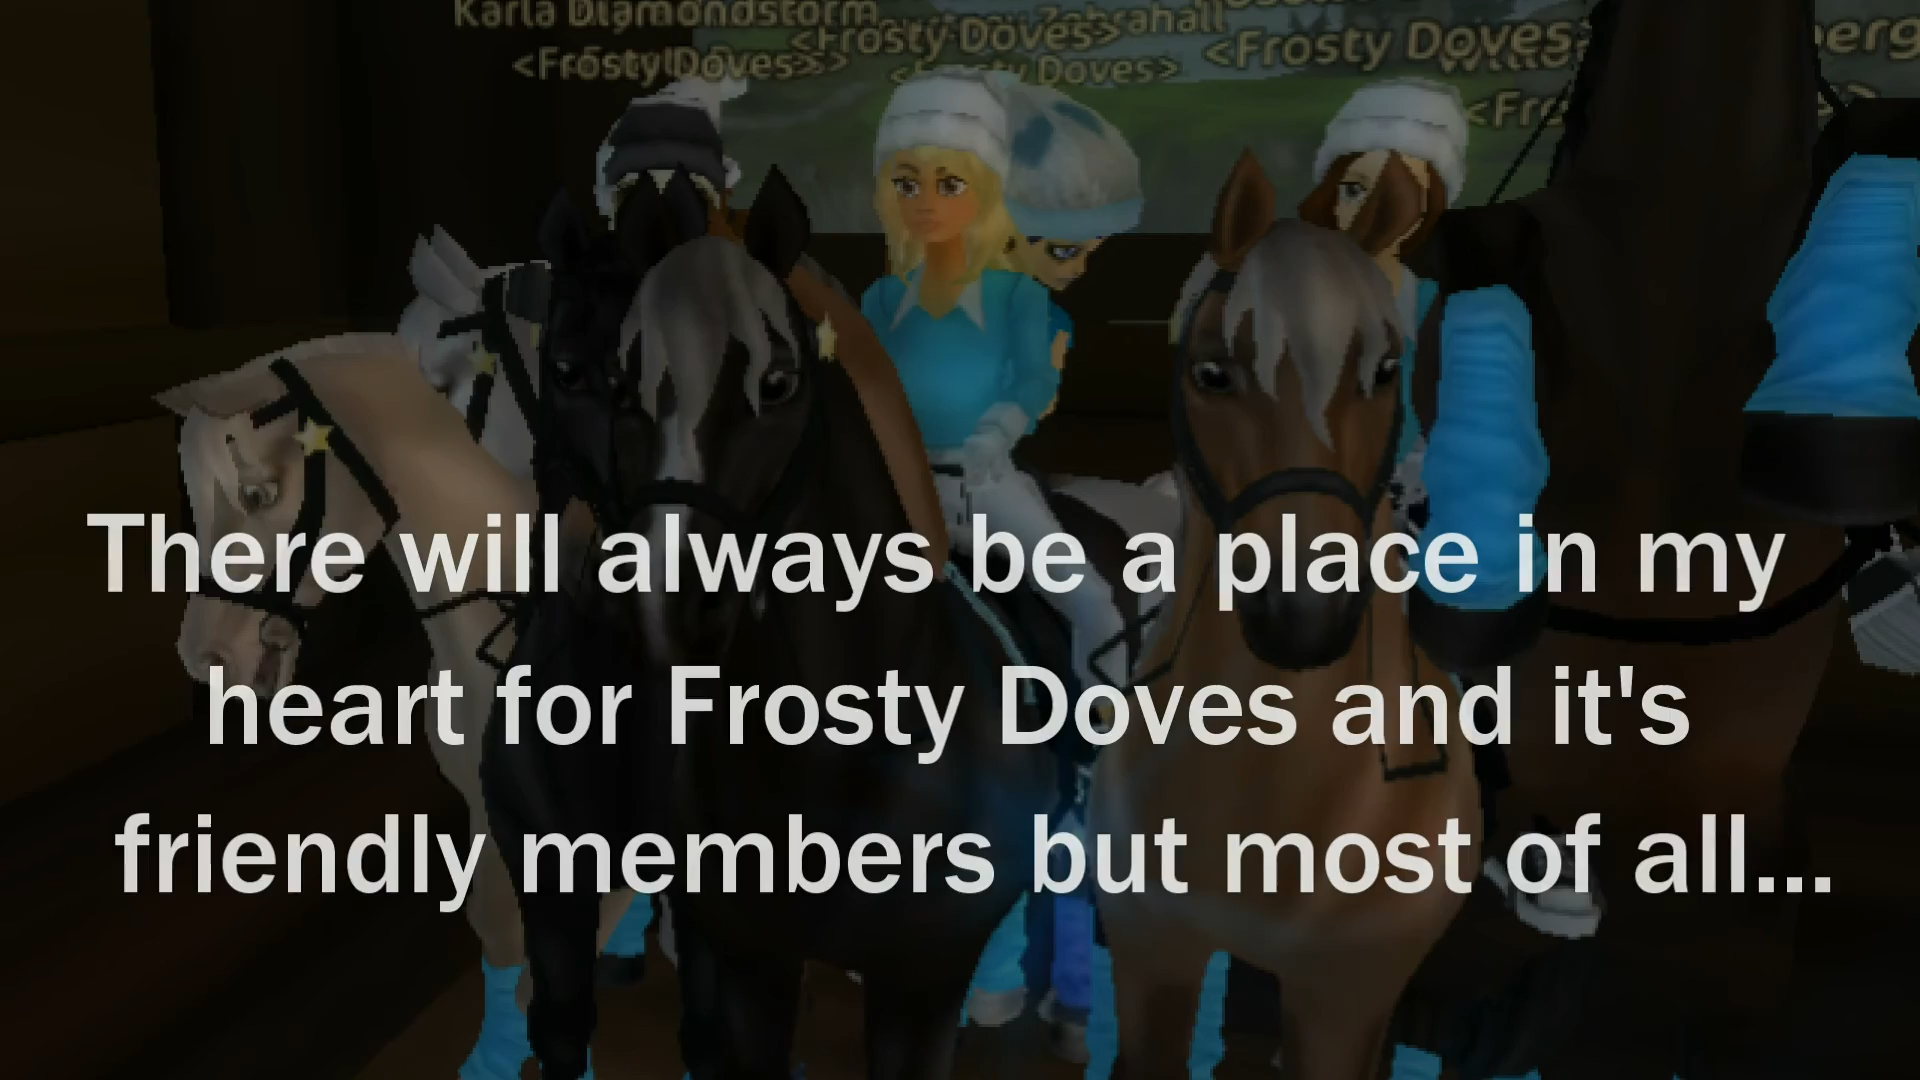 Karla Diamondstorm
<Frosty Doves>
<Frosty Doves>
<Frosty Doves>
<Frosty Doves>
There will always be a place in my
heart for Frosty Doves and it's
friendly members but most of all...